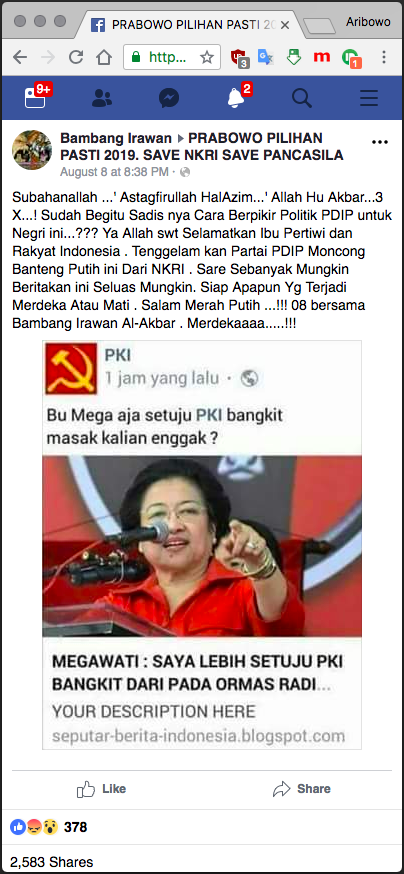 PRABOWO PILIHAN PASTI 20
Aribowo
http...
3
m
1
9+
2
Bambang Irawan ▸ PRABOWO PILIHAN
PASTI 2019. SAVE NKRI SAVE PANCASILA
August 8 at 8:38 PM ·
Subahanallah ...' Astagfirullah HalAzim...' Allah Hu Akbar...3
X...! Sudah Begitu Sadis nya Cara Berpikir Politik PDIP untuk
Negri ini...??? Ya Allah swt Selamatkan Ibu Pertiwi dan
Rakyat Indonesia . Tenggelam kan Partai PDIP Moncong
Banteng Putih ini Dari NKRI . Sare Sebanyak Mungkin
Beritakan ini Seluas Mungkin. Siap Apapun Yg Terjadi
Merdeka Atau Mati . Salam Merah Putih ...!!! 08 bersama
Bambang Irawan Al-Akbar . Merdekaaaa.....!!!
PKI
1 jam yang lalu ·
Bu Mega aja setuju PKI bangkit
masak kalian enggak ?
MEGAWATI : SAYA LEBIH SETUJU PKI
BANGKIT DARI PADA ORMAS RADI...
YOUR DESCRIPTION HERE
seputar-berita-indonesia.blogspot.com
Like
Share
378
2,583 Shares